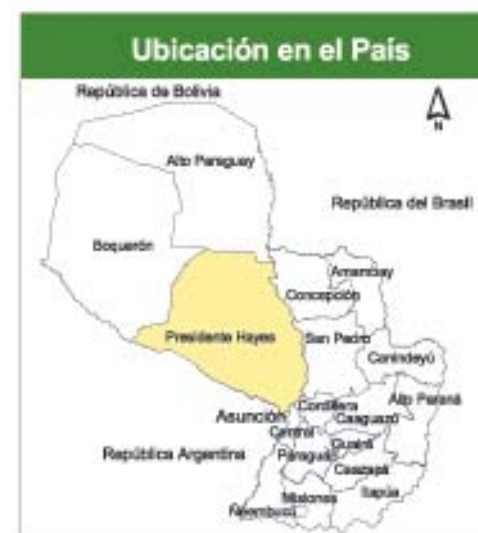 Ubicación en el País
República de Bolivia
N
Alto Paraguay
República del Brasil
Boquerón
Amambay
Concepción
Presidente Hayes
San Pedro
Canindeyú
Alto Paraná
Cordillera
Asunción
Caaguazú
Central
Guairá
República Argentina
Paraguarí
Caazapá
Itapúa
Misiones
Ñeembucú